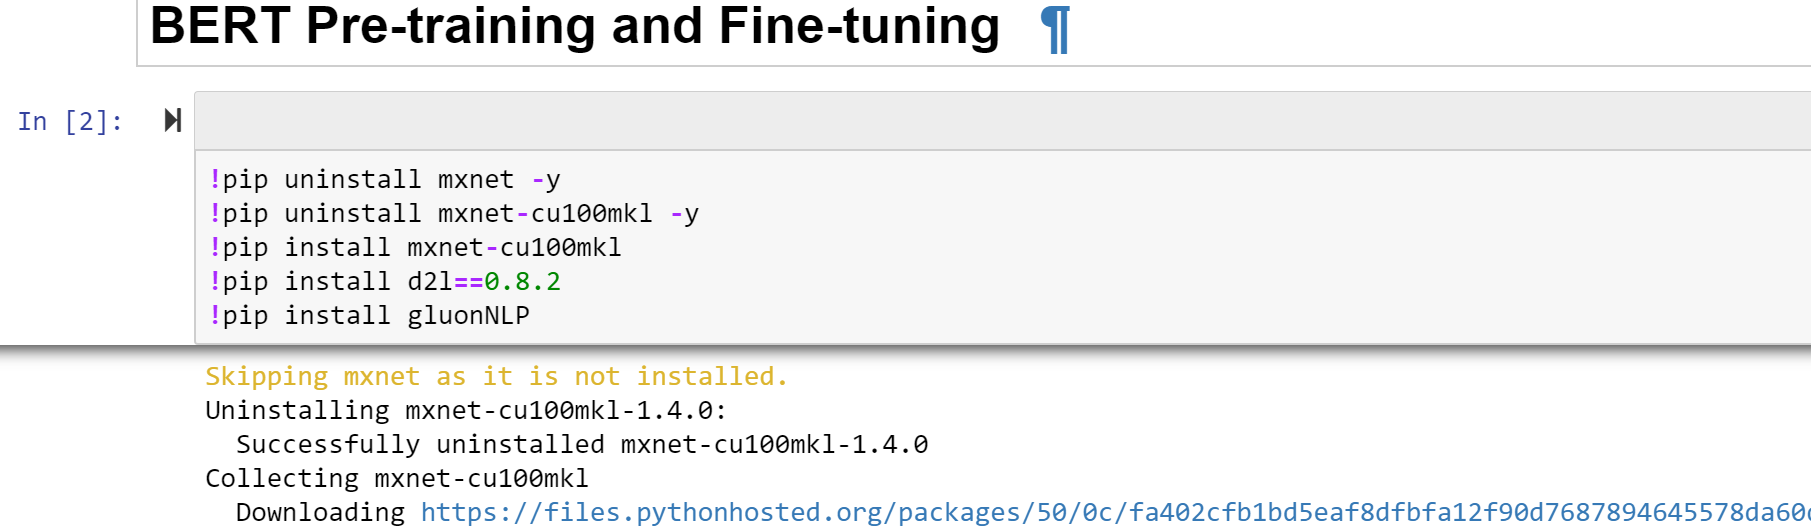 BERT Pre-training and Fine-tuning ¶
In [2]:
!pip uninstall mxnet -y
!pip uninstall mxnet-cu100mkl -y
!pip install mxnet-cu100mkl
!pip install d2l==0.8.2
!pip install gluonNLP
Skipping mxnet as it is not installed.
Uninstalling mxnet-cu100mkl-1.4.0:
Successfully uninstalled mxnet-cu100mkl-1.4.0
Collecting mxnet-cu100mkl
Downloading https://files.pythonhosted.org/packages/50/0c/fa402cfb1bd5eaf8dfbfa12f90d7687894645578da60